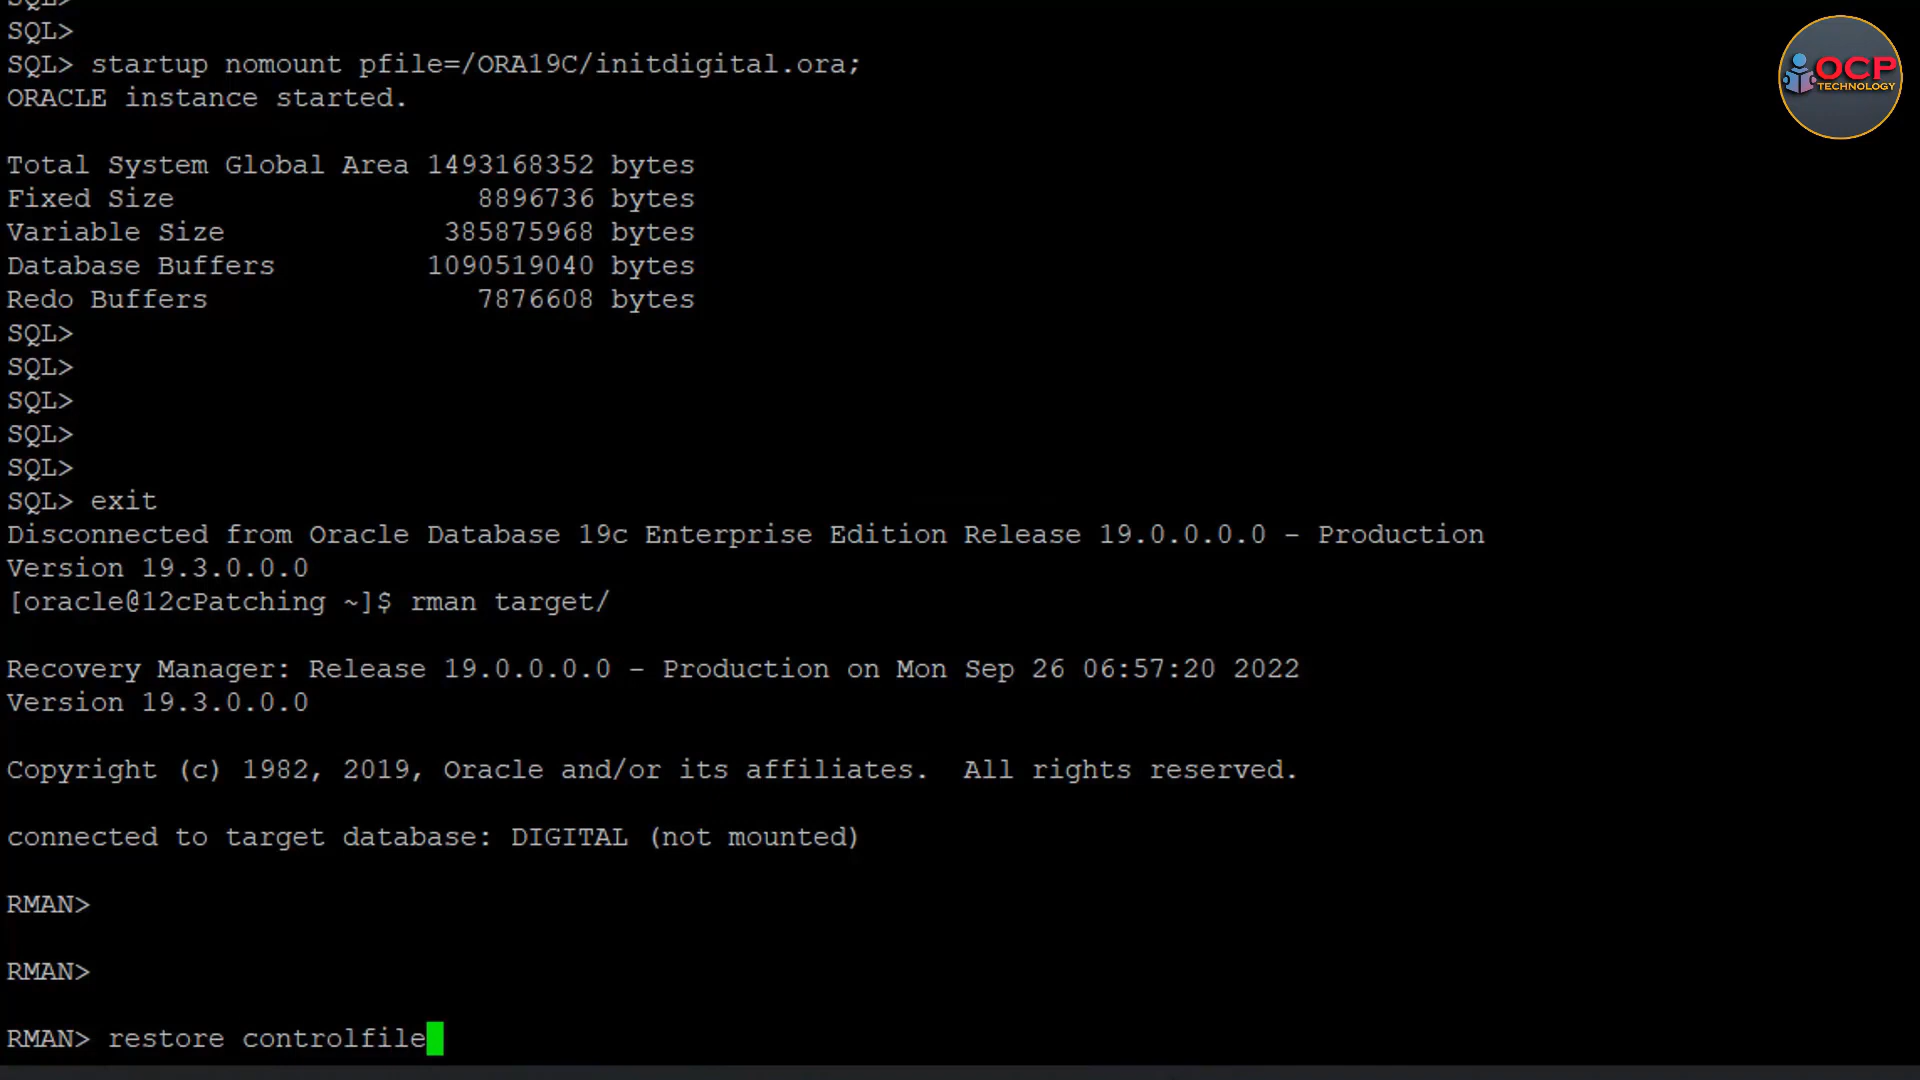 SQL>
SQL>
SQL> startup nomount pfile=/ORA19C/initdigital.ora;
ORACLE instance started.
Total System Global Area 1493168352 bytes
Fixed Size 8896736 bytes
Variable Size 385875968 bytes
Database Buffers 1090519040 bytes
Redo Buffers 7876608 bytes
SQL>
SQL>
SQL>
SQL>
SQL>
SQL> exit
Disconnected from Oracle Database 19c Enterprise Edition Release 19.0.0.0.0 - Production
Version 19.3.0.0.0
[oracle@12cPatching ~]$ rman target/
Recovery Manager: Release 19.0.0.0.0 - Production on Mon Sep 26 06:57:20 2022
Version 19.3.0.0.0
Copyright (c) 1982, 2019, Oracle and/or its affiliates.  All rights reserved.
connected to target database: DIGITAL (not mounted)
RMAN>
RMAN>
RMAN> restore controlfile
OCP
TECHNOLOGY